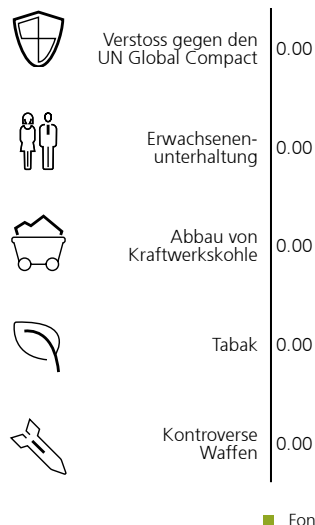 Verstoss gegen den
UN Global Compact
0.00
Erwachsenen-
unterhaltung
0.00
Abbau von
Kraftwerkskohle
0.00
Tabak
0.00
Kontroverse
Waffen
0.00
Fon